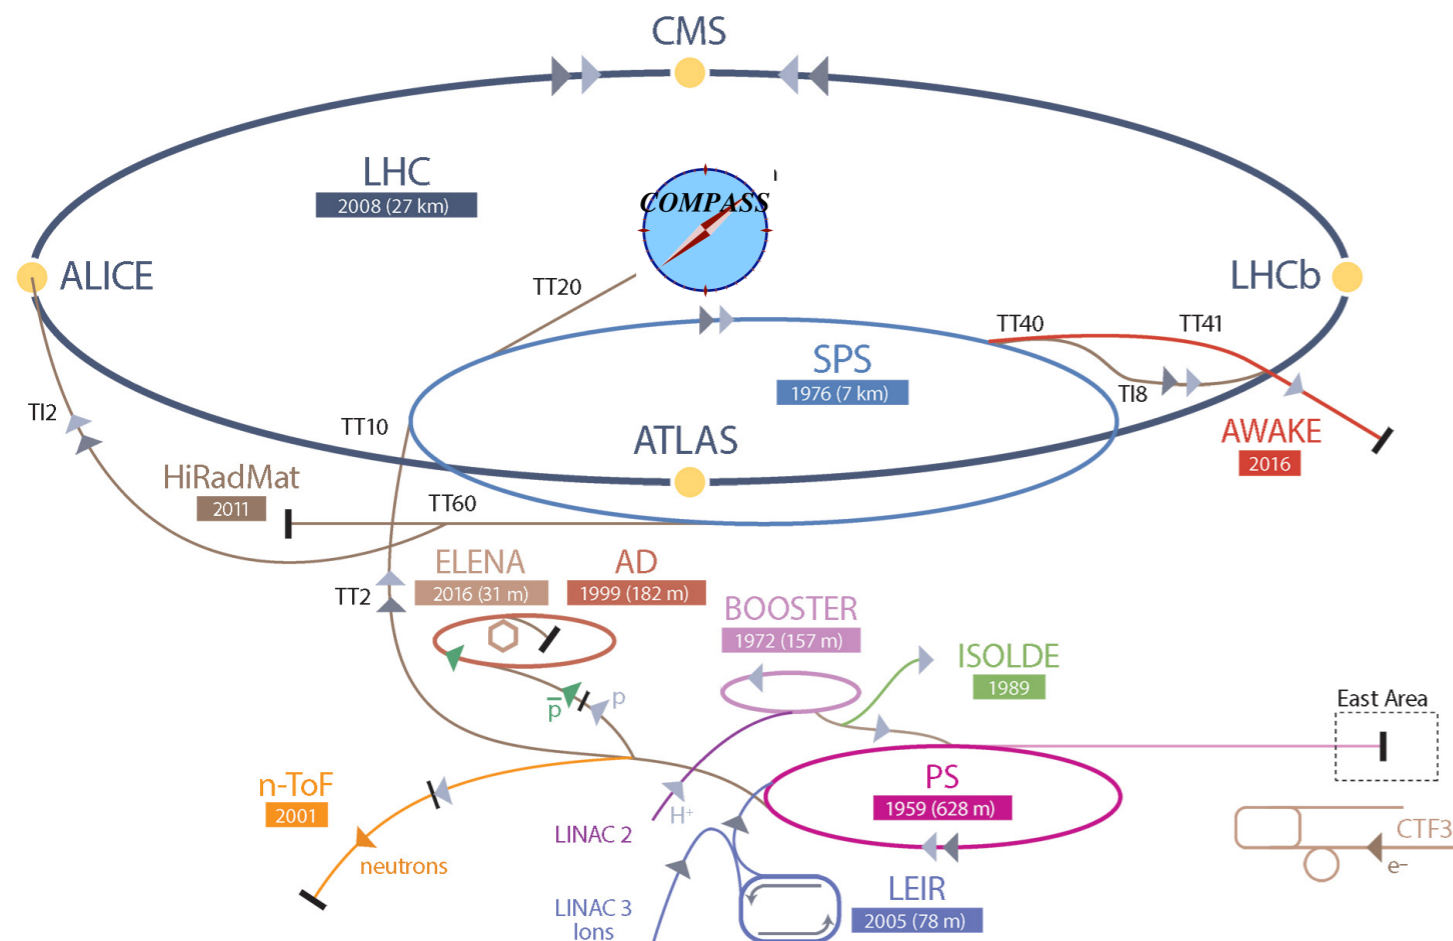 CMS
LHC
2008 (27 km)
COMPASS
ALICE
LHCb
TT20
TT40
TT41
SPS
1976 (7 km)
TI8
TI2
TT10
ATLAS
AWAKE
2016
HiRadMat
2011
TT60
ELENA
2016 (31 m)
AD
1999 (182 m)
TT2
BOOSTER
1972 (157 m)
ISOLDE
1989
p̅
p
East Area
n-ToF
2001
PS
1959 (628 m)
H⁺
LINAC 2
neutrons
CTF3
e⁻
LEIR
2005 (78 m)
LINAC 3
Ions